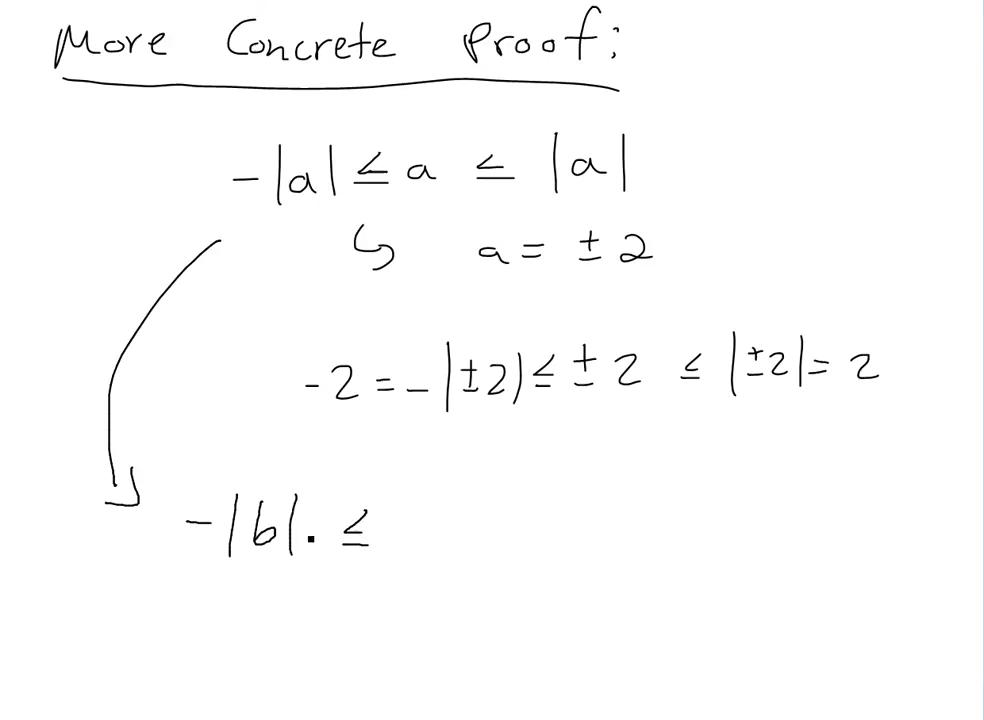 More Concrete Proof:
-|a| ≤ a ≤ |a|
↳ a = ± 2
-2 = -|±2| ≤ ± 2 ≤ |±2| = 2
-|b| ≤